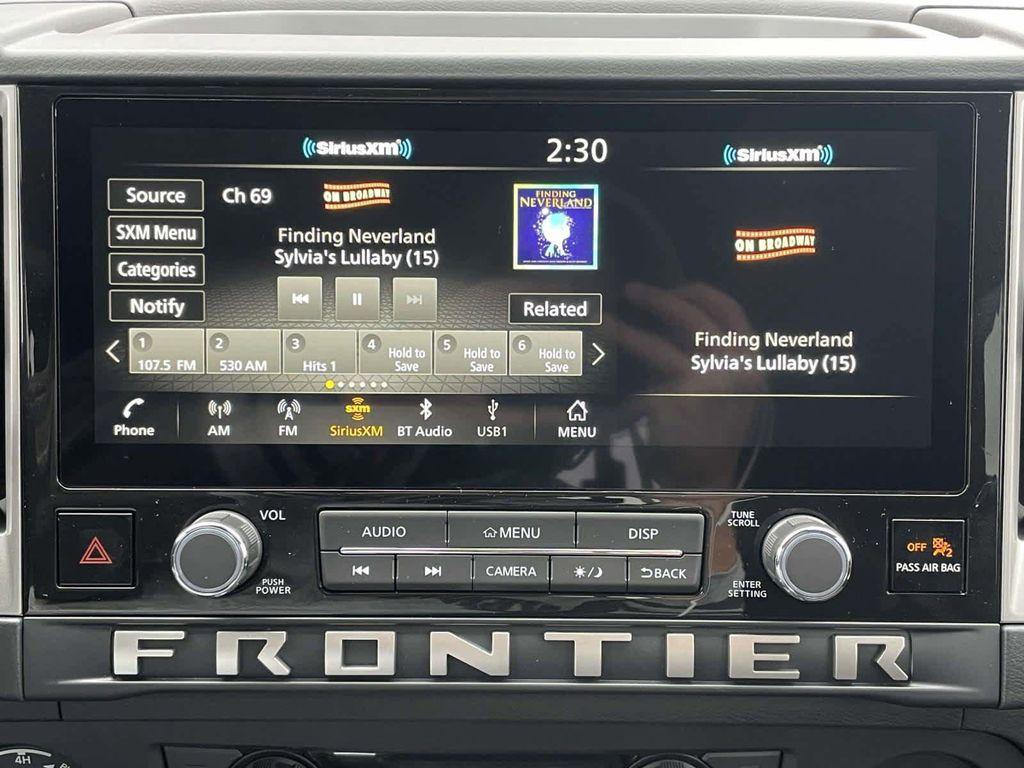 SiriusXM
2:30
SiriusXM
Source
Ch 69
ON BROADWAY
FINDING
NEVERLAND
SXM Menu
Finding Neverland
Sylvia's Lullaby (15)
Categories
Notify
Related
ON BROADWAY
Finding Neverland
Sylvia's Lullaby (15)
1
107.5 FM
2
530 AM
3
Hits 1
4
Hold to
Save
5
Hold to
Save
6
Hold to
Save
Phone
AM
FM
sxm
SiriusXM
BT Audio
USB1
MENU
VOL
PUSH
POWER
AUDIO
MENU
DISP
CAMERA
BACK
TUNE
SCROLL
ENTER
SETTING
OFF
2
PASS AIR BAG
FRONTIER
4H